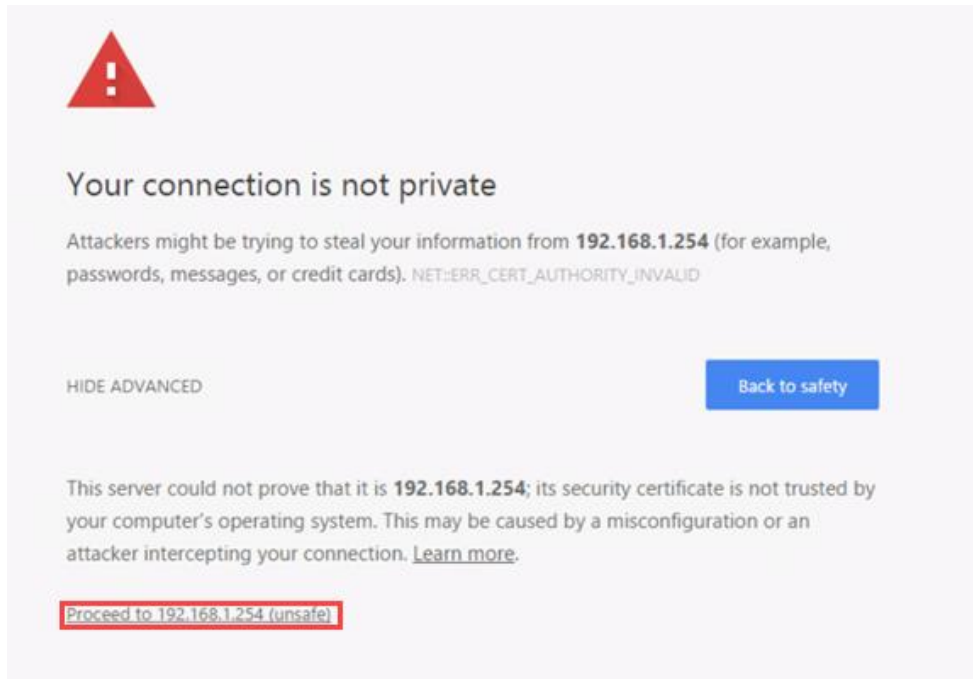 Your connection is not private
Attackers might be trying to steal your information from 192.168.1.254 (for example,
passwords, messages, or credit cards). NET::ERR_CERT_AUTHORITY_INVALID
HIDE ADVANCED
Back to safety
This server could not prove that it is 192.168.1.254; its security certificate is not trusted by
your computer's operating system. This may be caused by a misconfiguration or an
attacker intercepting your connection. Learn more.
Proceed to 192.168.1.254 (unsafe)